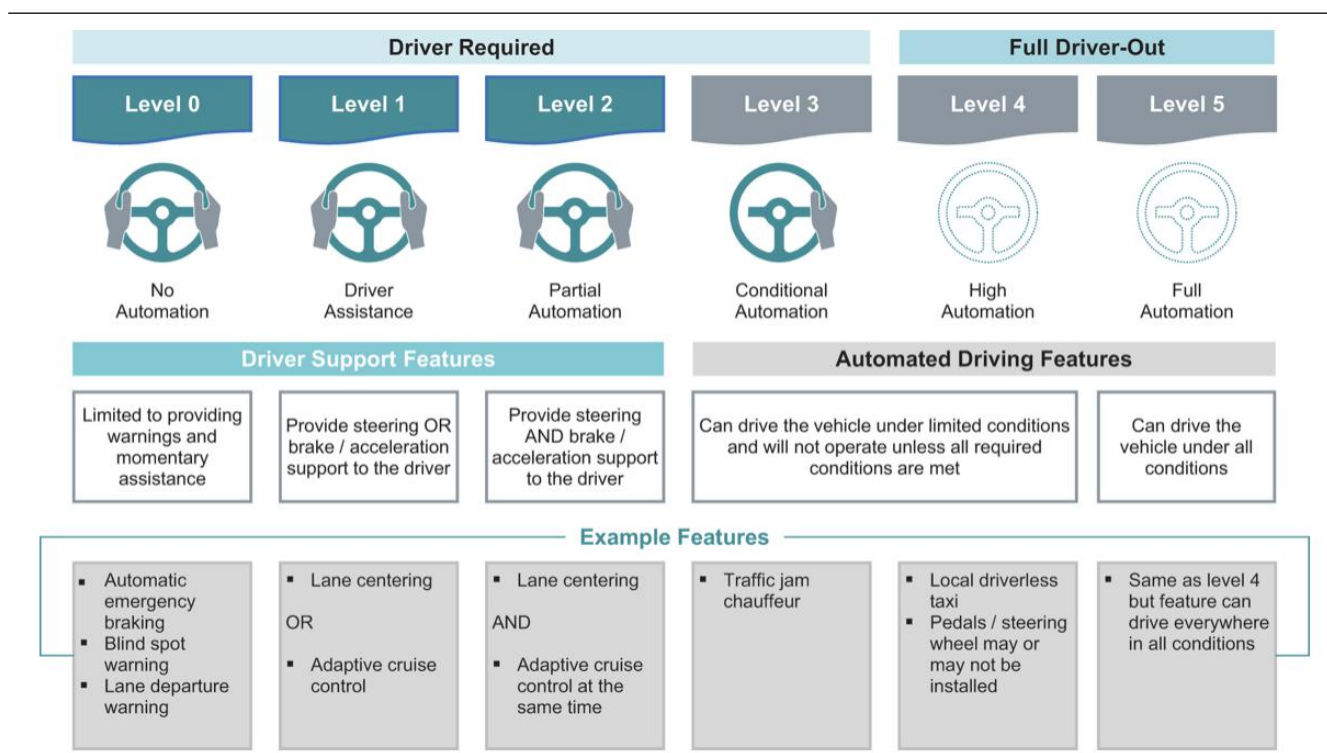 Driver Required
Full Driver-Out
Level 0
Level 1
Level 2
Level 3
Level 4
Level 5
No
Automation
Driver
Assistance
Partial
Automation
Conditional
Automation
High
Automation
Full
Automation
Driver Support Features
Automated Driving Features
Limited to providing
warnings and
momentary
assistance
Provide steering OR
brake / acceleration
support to the driver
Provide steering
AND brake /
acceleration support
to the driver
Can drive the vehicle under limited conditions
and will not operate unless all required
conditions are met
Can drive the
vehicle under all
conditions
Example Features
▪ Automatic
emergency
braking
▪ Blind spot
warning
▪ Lane departure
warning
▪ Lane centering
OR
▪ Adaptive cruise
control
▪ Lane centering
AND
▪ Adaptive cruise
control at the
same time
▪ Traffic jam
chauffeur
▪ Local driverless
taxi
▪ Pedals / steering
wheel may or
may not be
installed
▪ Same as level 4
but feature can
drive everywhere
in all conditions